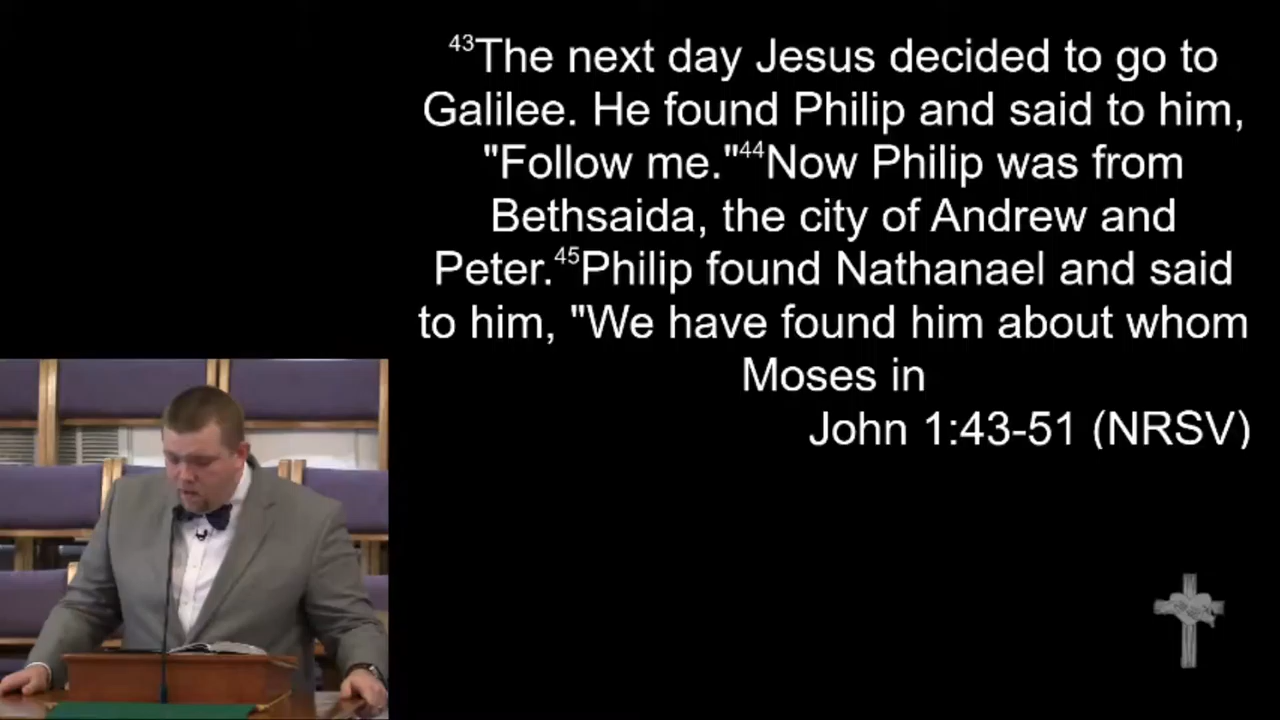 ⁴³The next day Jesus decided to go to
Galilee. He found Philip and said to him,
"Follow me."⁴⁴Now Philip was from
Bethsaida, the city of Andrew and
Peter.⁴⁵Philip found Nathanael and said
to him, "We have found him about whom
Moses in
John 1:43-51 (NRSV)